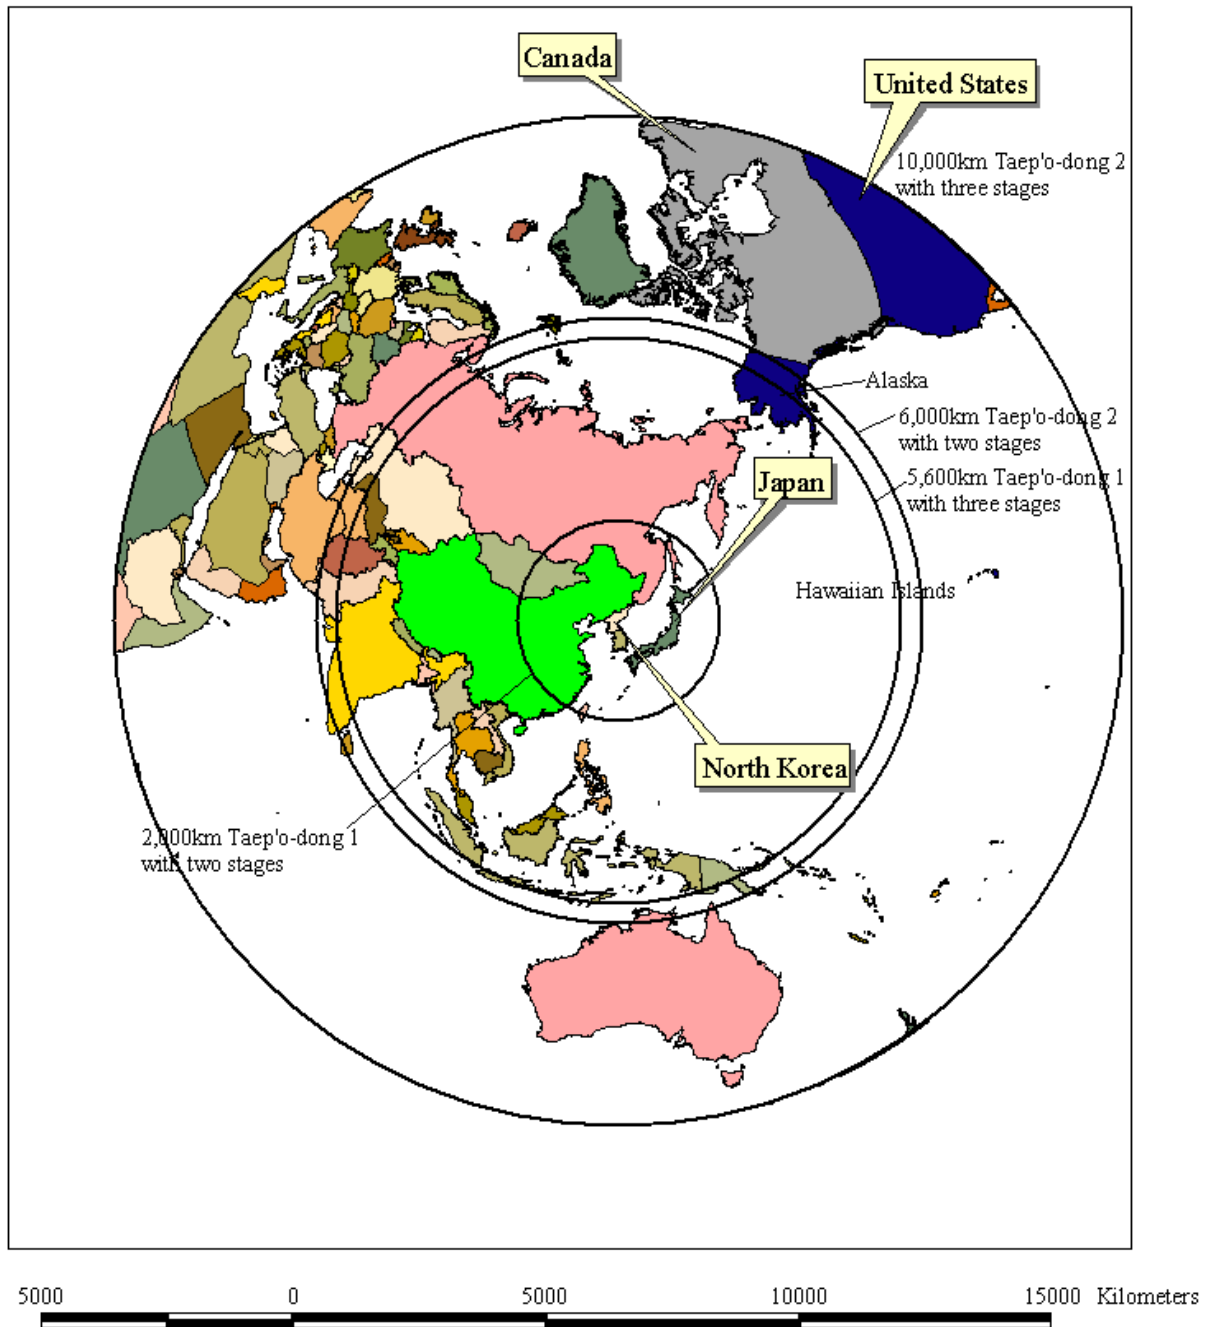 Canada
United States
10,000km Taep'o-dong 2
with three stages
Alaska
6,000km Taep'o-dong 2
with two stages
Japan
5,600km Taep'o-dong 1
with three stages
Hawaiian Islands
North Korea
2,000km Taep'o-dong 1
with two stages
5000 0 5000 10000 15000 Kilometers